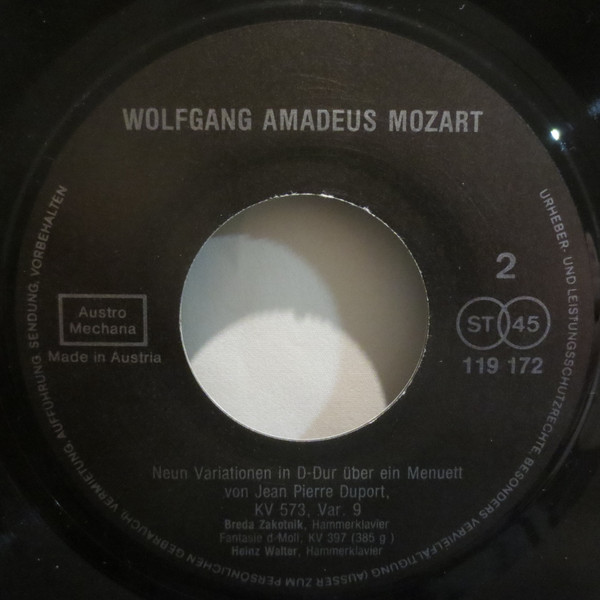 WOLFGANG AMADEUS MOZART
2
Austro
Mechana
Made in Austria
ST 45
119 172
Neun Variationen in D-Dur über ein Menuett
von Jean Pierre Duport,
KV 573, Var. 9
Breda Zakotnik, Hammerklavier
Fantasie d-Moll, KV 397 (385 g)
Heinz Walter, Hammerklavier
URHEBER- UND LEISTUNGSSCHUTZRECHTE, BESONDERS VERVIELFÄLTIGUNG (AUSSER ZUM PERSÖNLICHEN GEBRAUCH), VERMIETUNG, AUFFÜHRUNG, SENDUNG, VORBEHALTEN